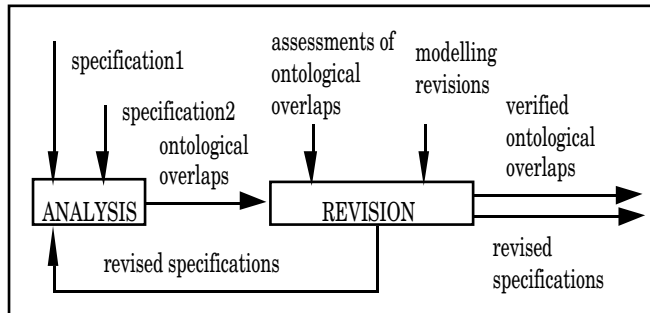 specification1
specification2
ontological
overlaps
assessments of
ontological
overlaps
modelling
revisions
verified
ontological
overlaps
ANALYSIS
REVISION
revised specifications
revised
specifications